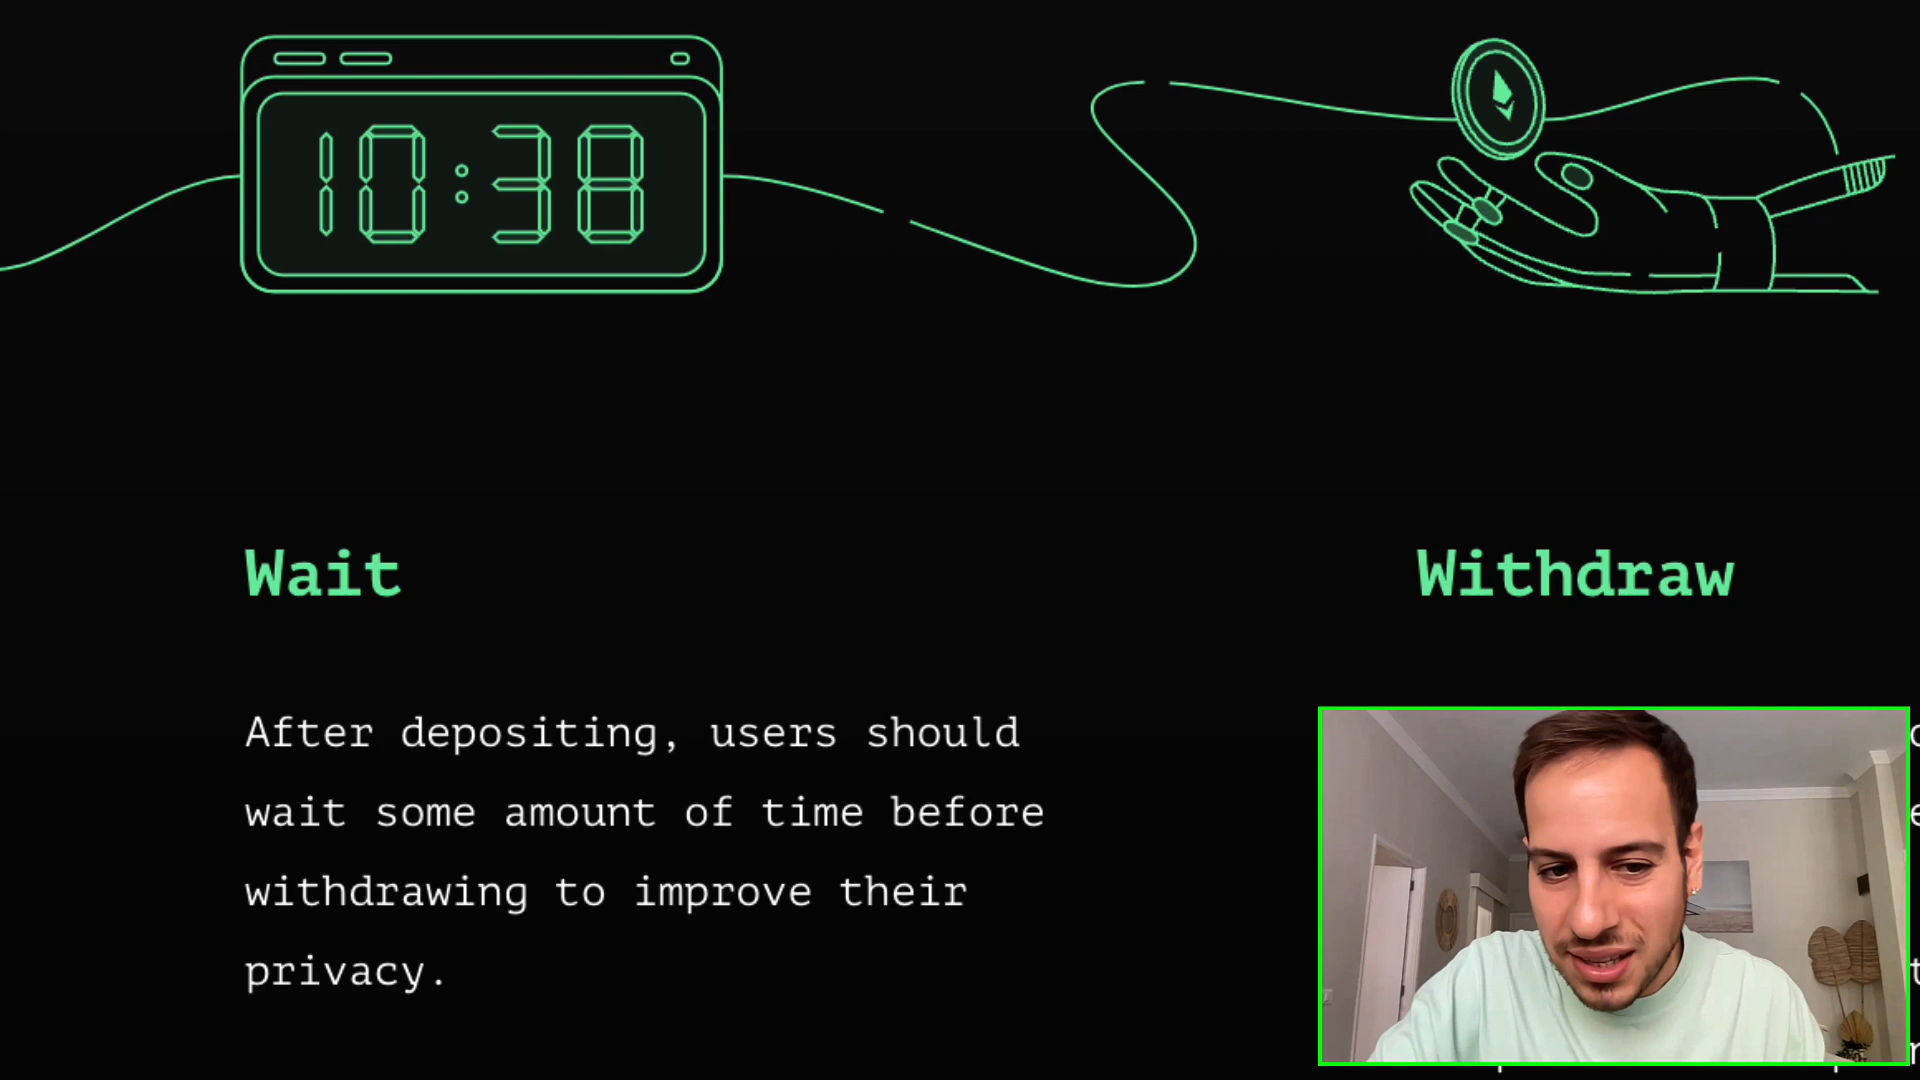 10:38
Wait
Withdraw
After depositing, users should
wait some amount of time before
withdrawing to improve their
privacy.